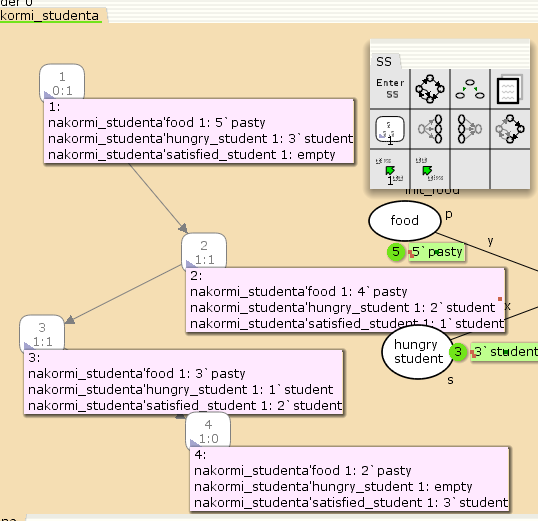 der 0
kormi_studenta
SS
Enter
SS
1
0:1
1:
nakormi_studenta'food 1: 5`pasty
nakormi_studenta'hungry_student 1: 3`student
nakormi_studenta'satisfied_student 1: empty
init_food
food
p
y
5
5`pasty
2
1:1
2:
nakormi_studenta'food 1: 4`pasty
nakormi_studenta'hungry_student 1: 2`student
nakormi_studenta'satisfied_student 1: 1`student
x
hungry
student
3
3`student
s
3
1:1
3:
nakormi_studenta'food 1: 3`pasty
nakormi_studenta'hungry_student 1: 1`student
nakormi_studenta'satisfied_student 1: 2`student
4
1:0
4:
nakormi_studenta'food 1: 2`pasty
nakormi_studenta'hungry_student 1: empty
nakormi_studenta'satisfied_student 1: 3`student